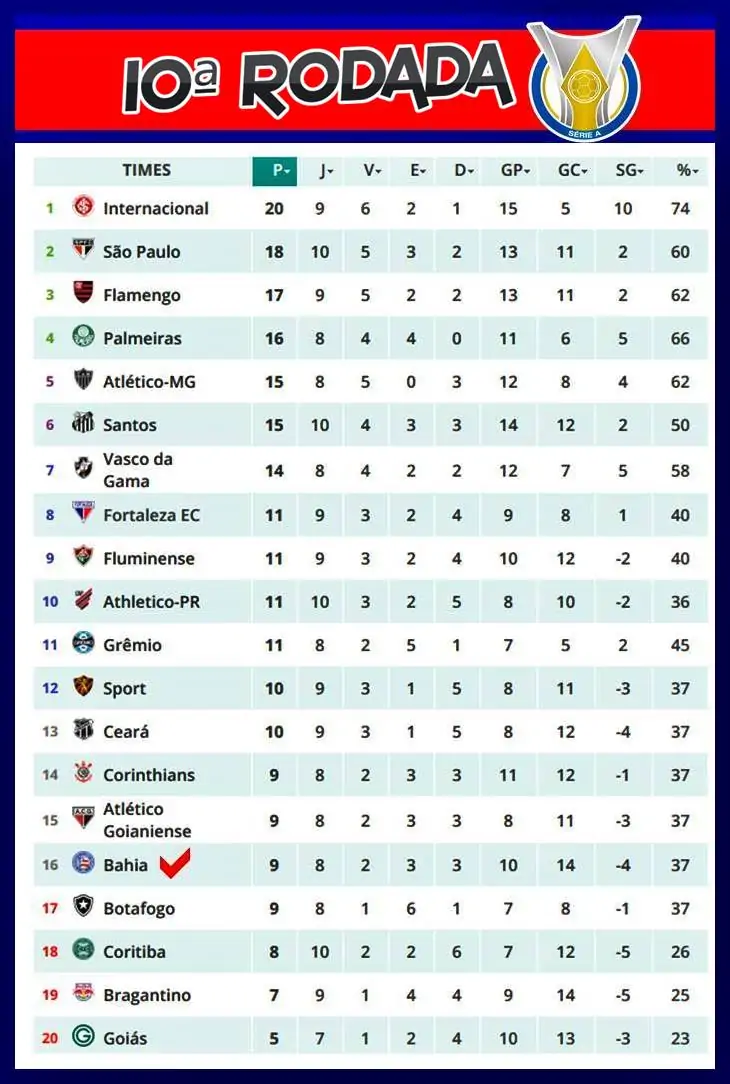 10ª RODADA
SÉRIE A
TIMES P J V E D GP GC SG %
1 Internacional 20 9 6 2 1 15 5 10 74
2 São Paulo 18 10 5 3 2 13 11 2 60
3 Flamengo 17 9 5 2 2 13 11 2 62
4 Palmeiras 16 8 4 4 0 11 6 5 66
5 Atlético-MG 15 8 5 0 3 12 8 4 62
6 Santos 15 10 4 3 3 14 12 2 50
7 Vasco da
Gama 14 8 4 2 2 12 7 5 58
8 Fortaleza EC 11 9 3 2 4 9 8 1 40
9 Fluminense 11 9 3 2 4 10 12 -2 40
10 Athletico-PR 11 10 3 2 5 8 10 -2 36
11 Grêmio 11 8 2 5 1 7 5 2 45
12 Sport 10 9 3 1 5 8 11 -3 37
13 Ceará 10 9 3 1 5 8 12 -4 37
14 Corinthians 9 8 2 3 3 11 12 -1 37
15 Atlético
Goianiense 9 8 2 3 3 8 11 -3 37
16 Bahia 9 8 2 3 3 10 14 -4 37
17 Botafogo 9 8 1 6 1 7 8 -1 37
18 Coritiba 8 10 2 2 6 7 12 -5 26
19 Bragantino 7 9 1 4 4 9 14 -5 25
20 Goiás 5 7 1 2 4 10 13 -3 23